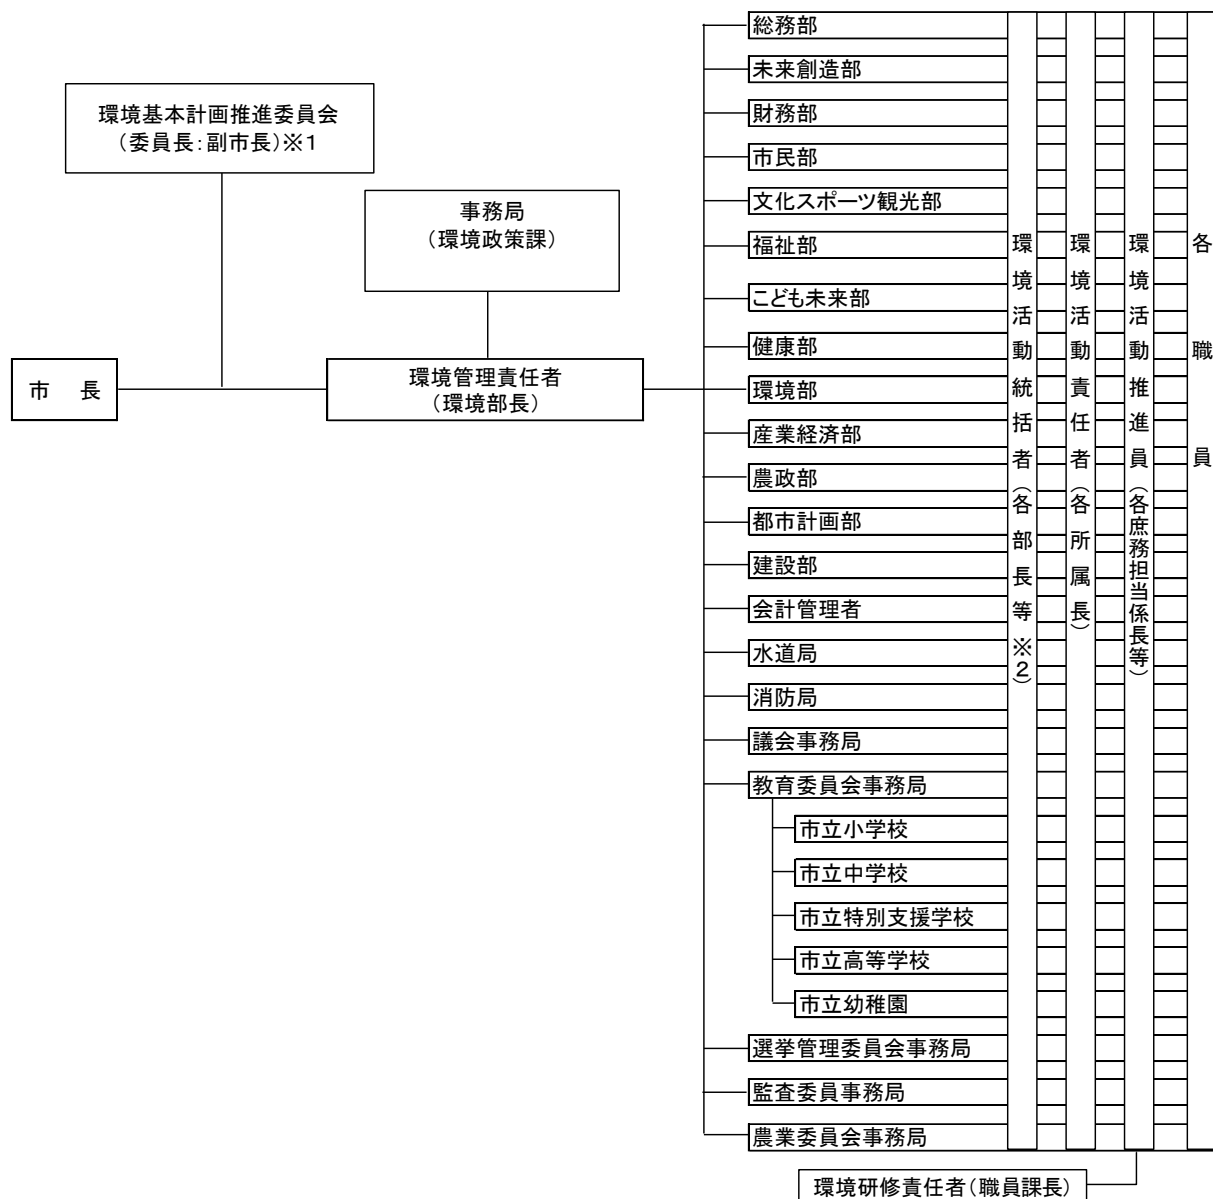 環境基本計画推進委員会
（委員長：副市長）※1
事務局
（環境政策課）
市 長
環境管理責任者
（環境部長）
総務部
未来創造部
財務部
市民部
文化スポーツ観光部
福祉部
こども未来部
健康部
環境部
産業経済部
農政部
都市計画部
建設部
会計管理者
水道局
消防局
議会事務局
教育委員会事務局
市立小学校
市立中学校
市立特別支援学校
市立高等学校
市立幼稚園
選挙管理委員会事務局
監査委員事務局
農業委員会事務局
環境活動統括者（各部長等※2）
環境活動責任者（各所属長）
環境活動推進員（各庶務担当係長等）
各職員
環境研修責任者（職員課長）